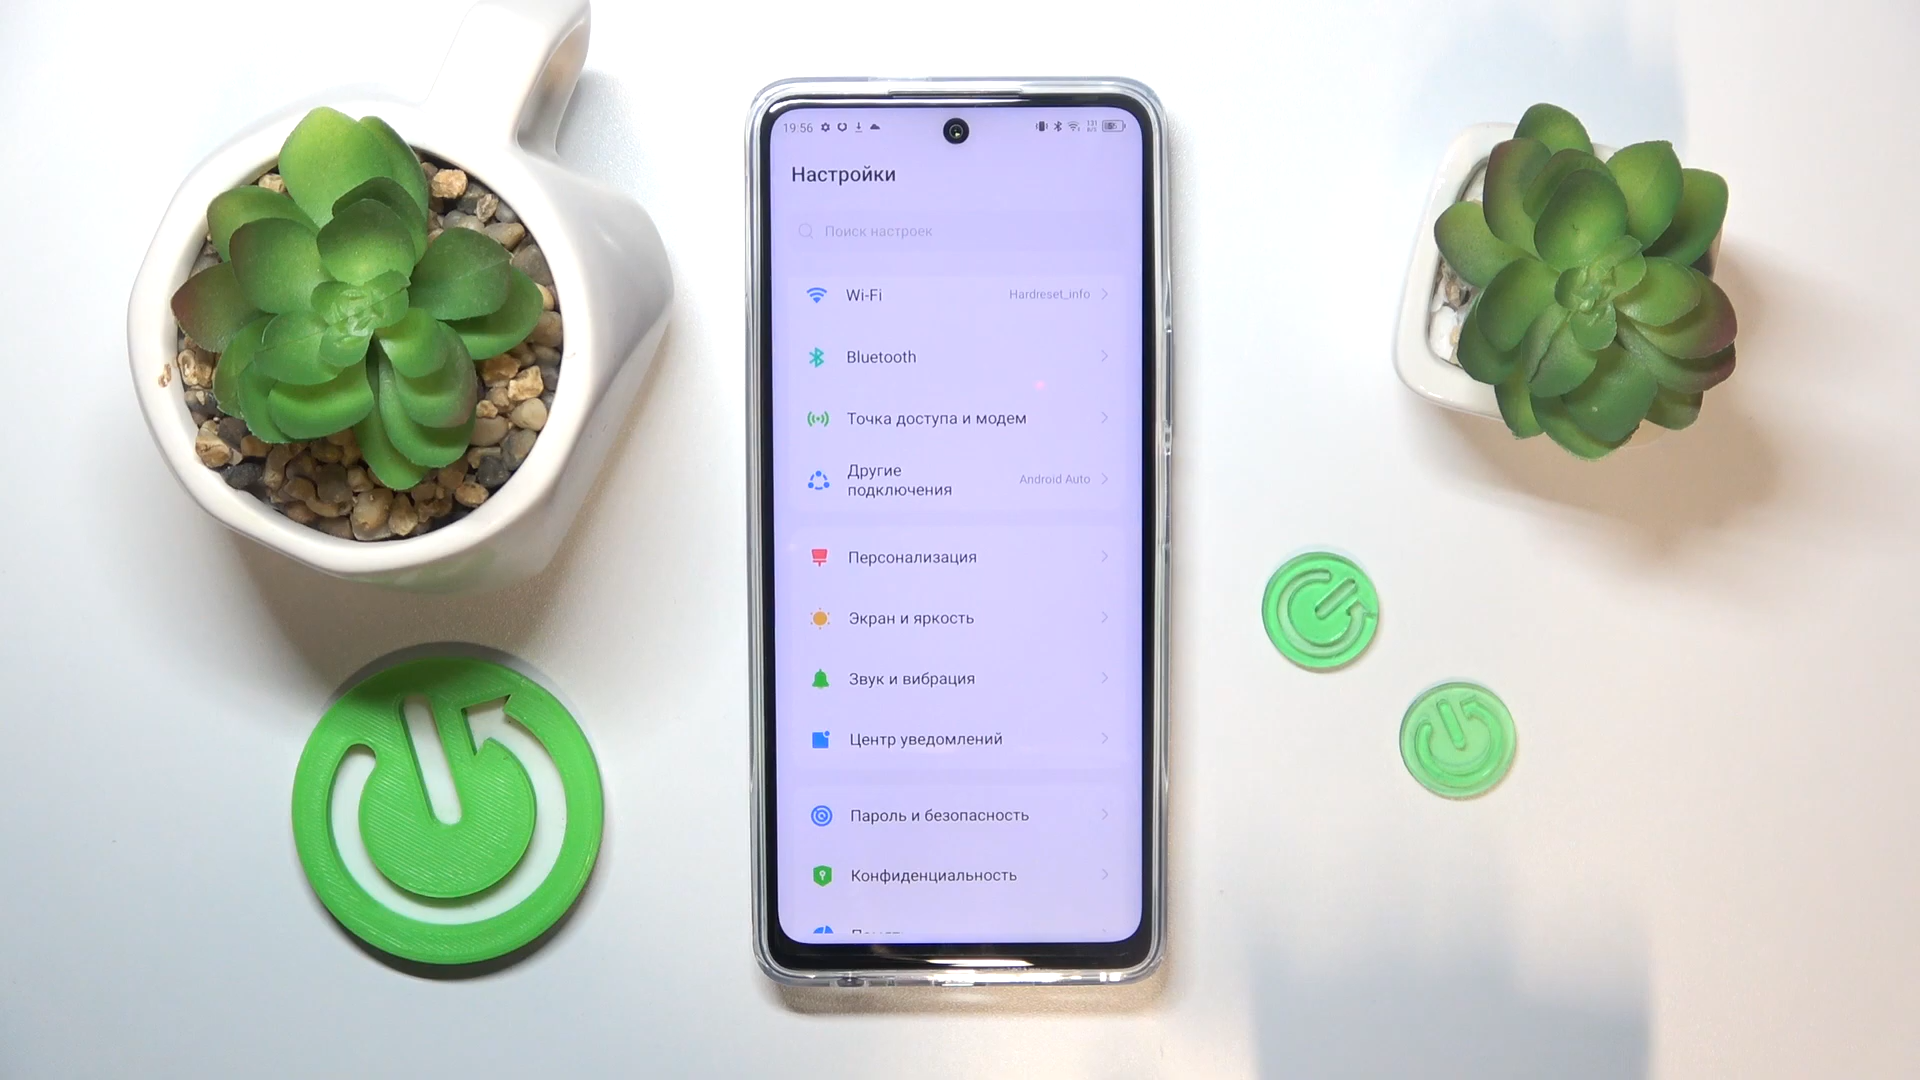 19:56
Настройки
Поиск настроек
Wi-Fi
Hardreset_info
Bluetooth
Точка доступа и модем
Другие
подключения
Android Auto
Персонализация
Экран и яркость
Звук и вибрация
Центр уведомлений
Пароль и безопасность
Конфиденциальность